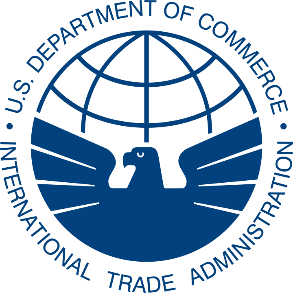 U.S. DEPARTMENT OF COMMERCE
INTERNATIONAL TRADE ADMINISTRATION